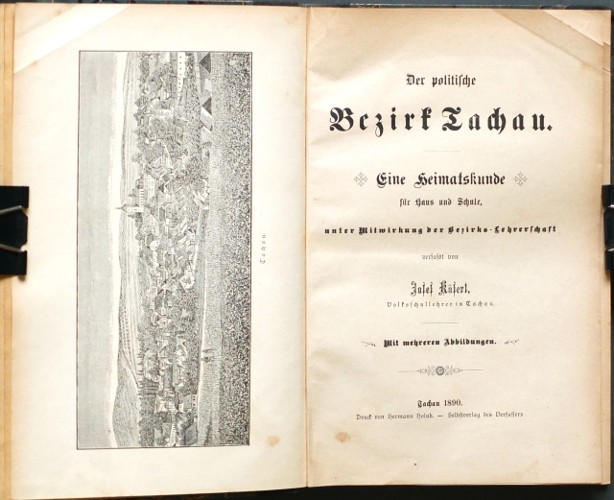 Tachau
Der politische
Bezirk Tachau.
Eine Heimatskunde
für Haus und Schule,
unter Mitwirkung der Bezirks-Lehrerschaft
verfaßt von
Josef Käferl,
Volksschullehrer in Tachau.
Mit mehreren Abbildungen.
Tachau 1890.
Druck von Hermann Holub. — Selbstverlag des Verfassers